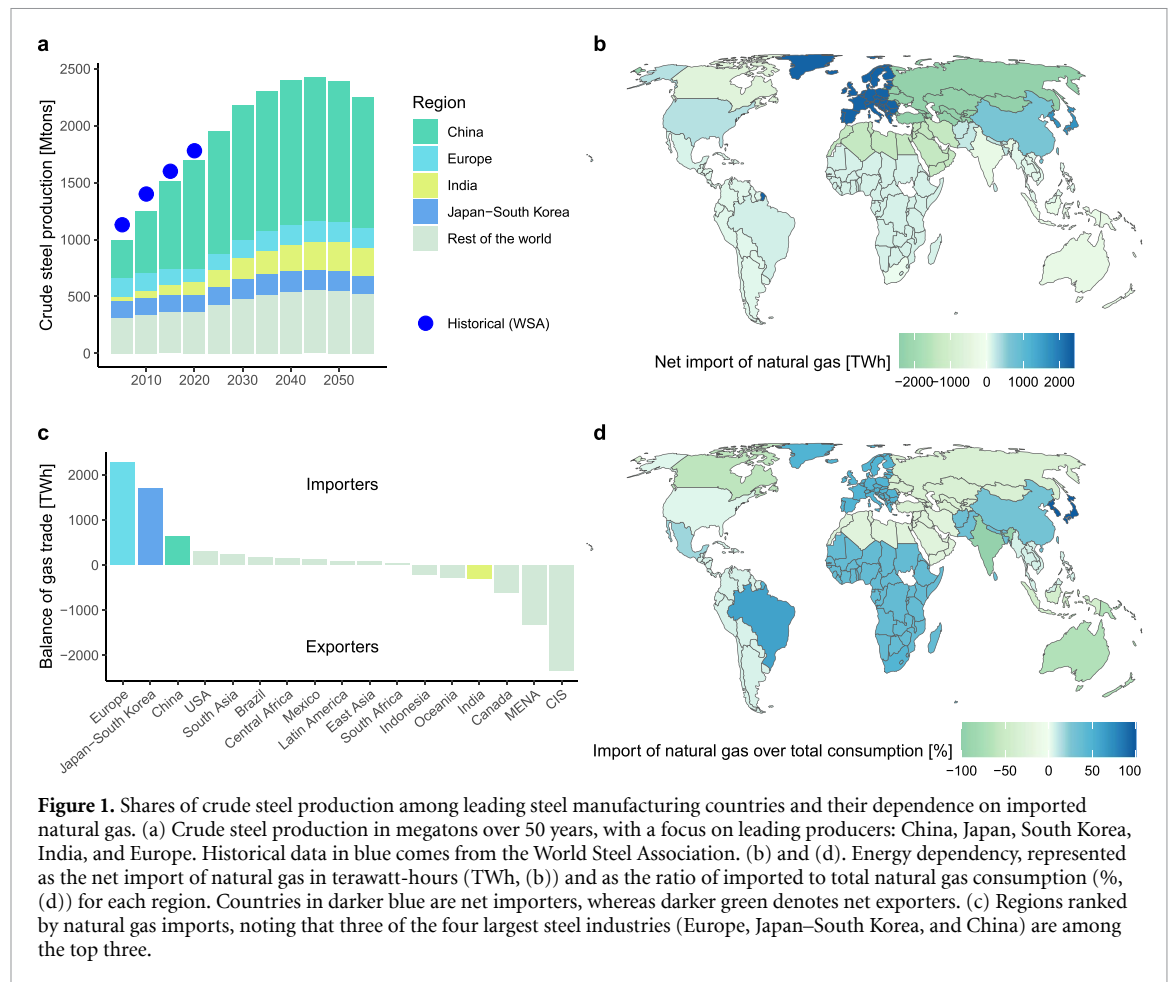 a
Crude steel production [Mtons]
2500
2000
1500
1000
500
0
2010
2020
2030
2040
2050
Region
China
Europe
India
Japan−South Korea
Rest of the world
Historical (WSA)
b
Net import of natural gas [TWh]
−2000
−1000
0
1000
2000
c
Balance of gas trade [TWh]
2000
1000
0
−1000
−2000
Importers
Exporters
Europe
Japan−South Korea
China
USA
South Asia
Brazil
Central Africa
Mexico
Latin America
East Asia
South Africa
Indonesia
Oceania
India
Canada
MENA
CIS
d
Import of natural gas over total consumption [%]
−100
−50
0
50
100
Figure 1. Shares of crude steel production among leading steel manufacturing countries and their dependence on imported
natural gas. (a) Crude steel production in megatons over 50 years, with a focus on leading producers: China, Japan, South Korea,
India, and Europe. Historical data in blue comes from the World Steel Association. (b) and (d). Energy dependency, represented
as the net import of natural gas in terawatt-hours (TWh, (b)) and as the ratio of imported to total natural gas consumption (%,
(d)) for each region. Countries in darker blue are net importers, whereas darker green denotes net exporters. (c) Regions ranked
by natural gas imports, noting that three of the four largest steel industries (Europe, Japan–South Korea, and China) are among
the top three.